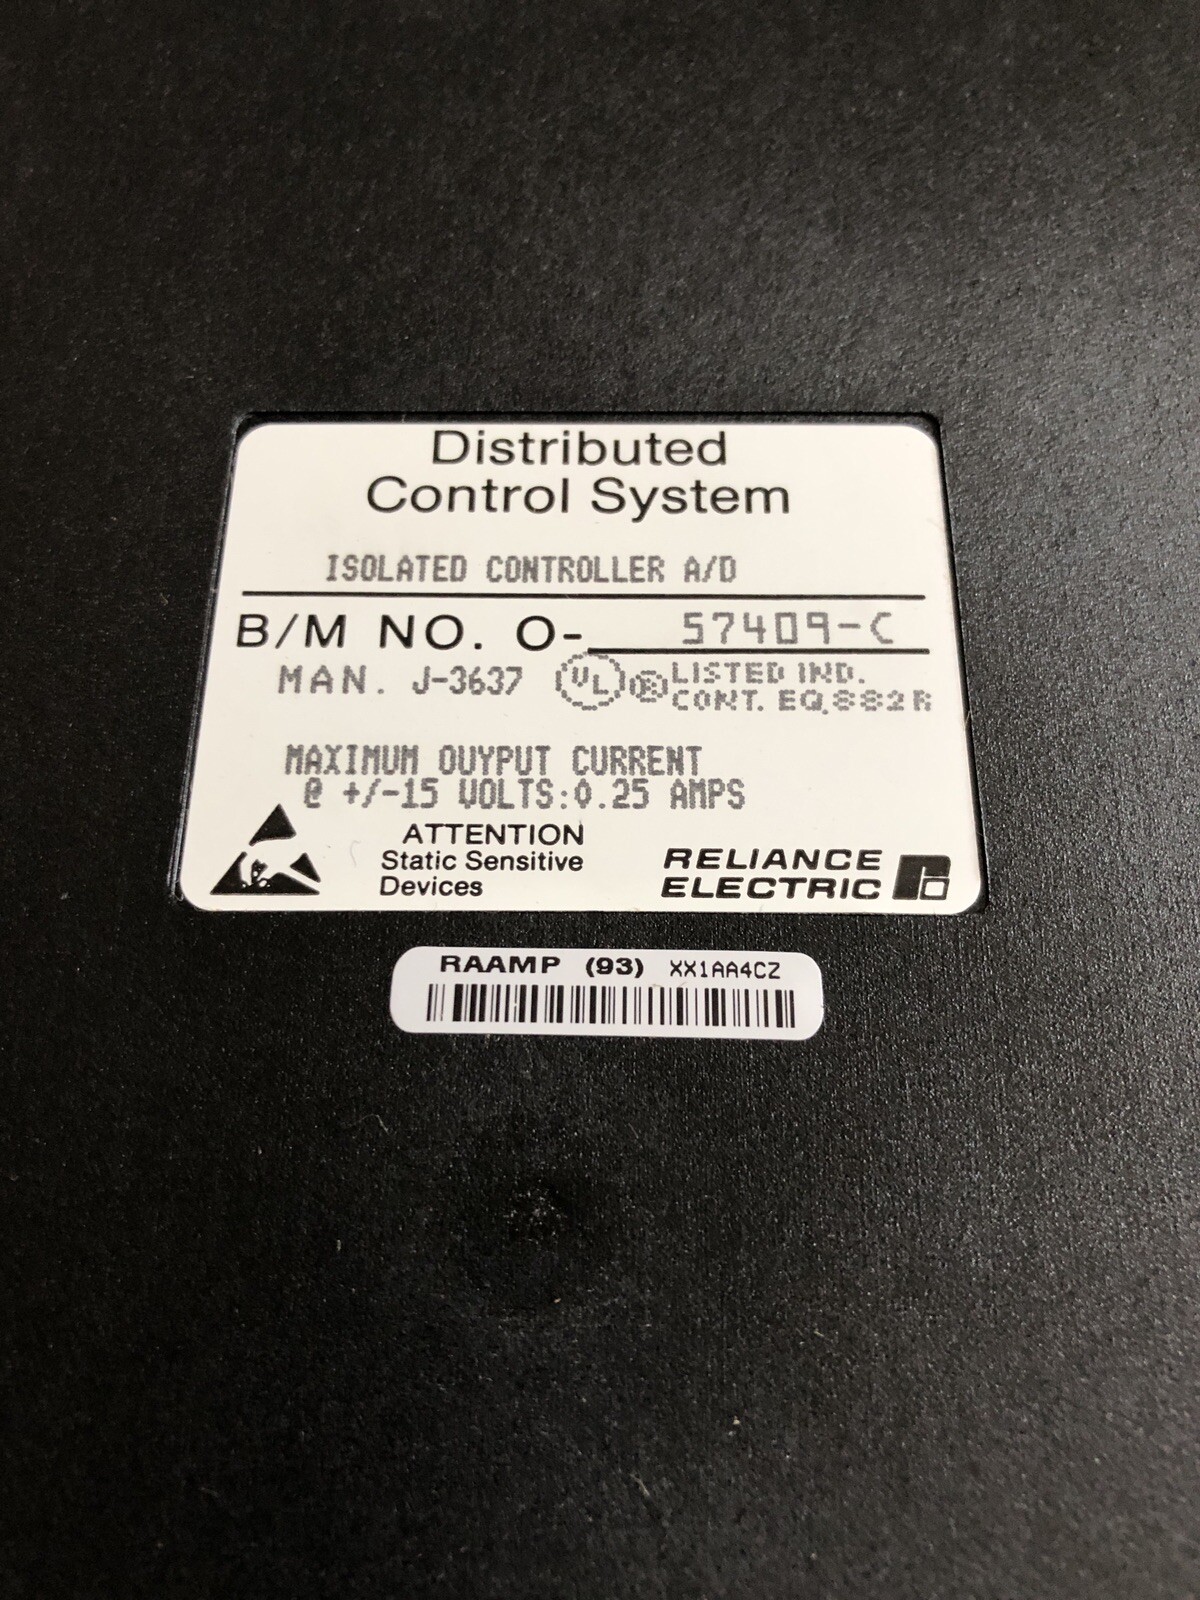 Distributed
Control System
ISOLATED CONTROLLER A/D
B/M NO. O- 57409-C
MAN. J-3637 UL ® LISTED IND.
CONT. EQ.882R
MAXIMUM OUYPUT CURRENT
@ +/-15 VOLTS:0.25 AMPS
ATTENTION
Static Sensitive
Devices
RELIANCE
ELECTRIC
RAAMP (93) XX1AA4CZ